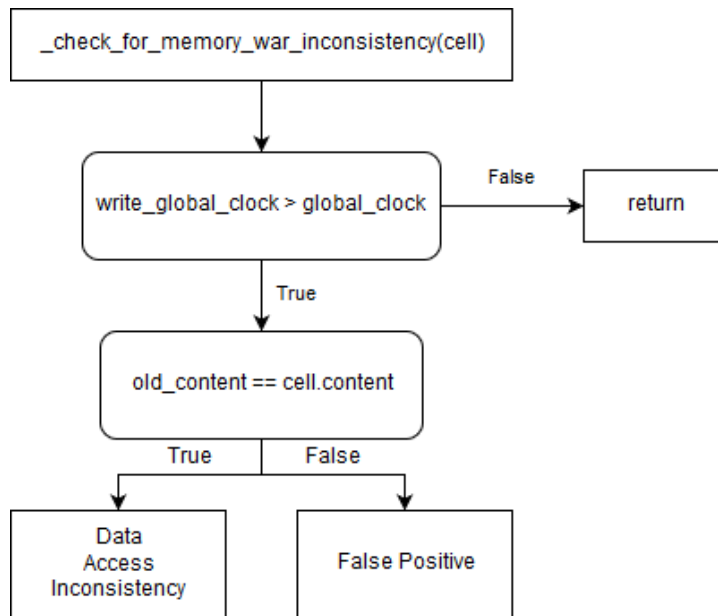 _check_for_memory_war_inconsistency(cell)
write_global_clock > global_clock
False
return
True
old_content == cell.content
True
False
Data
Access
Inconsistency
False Positive